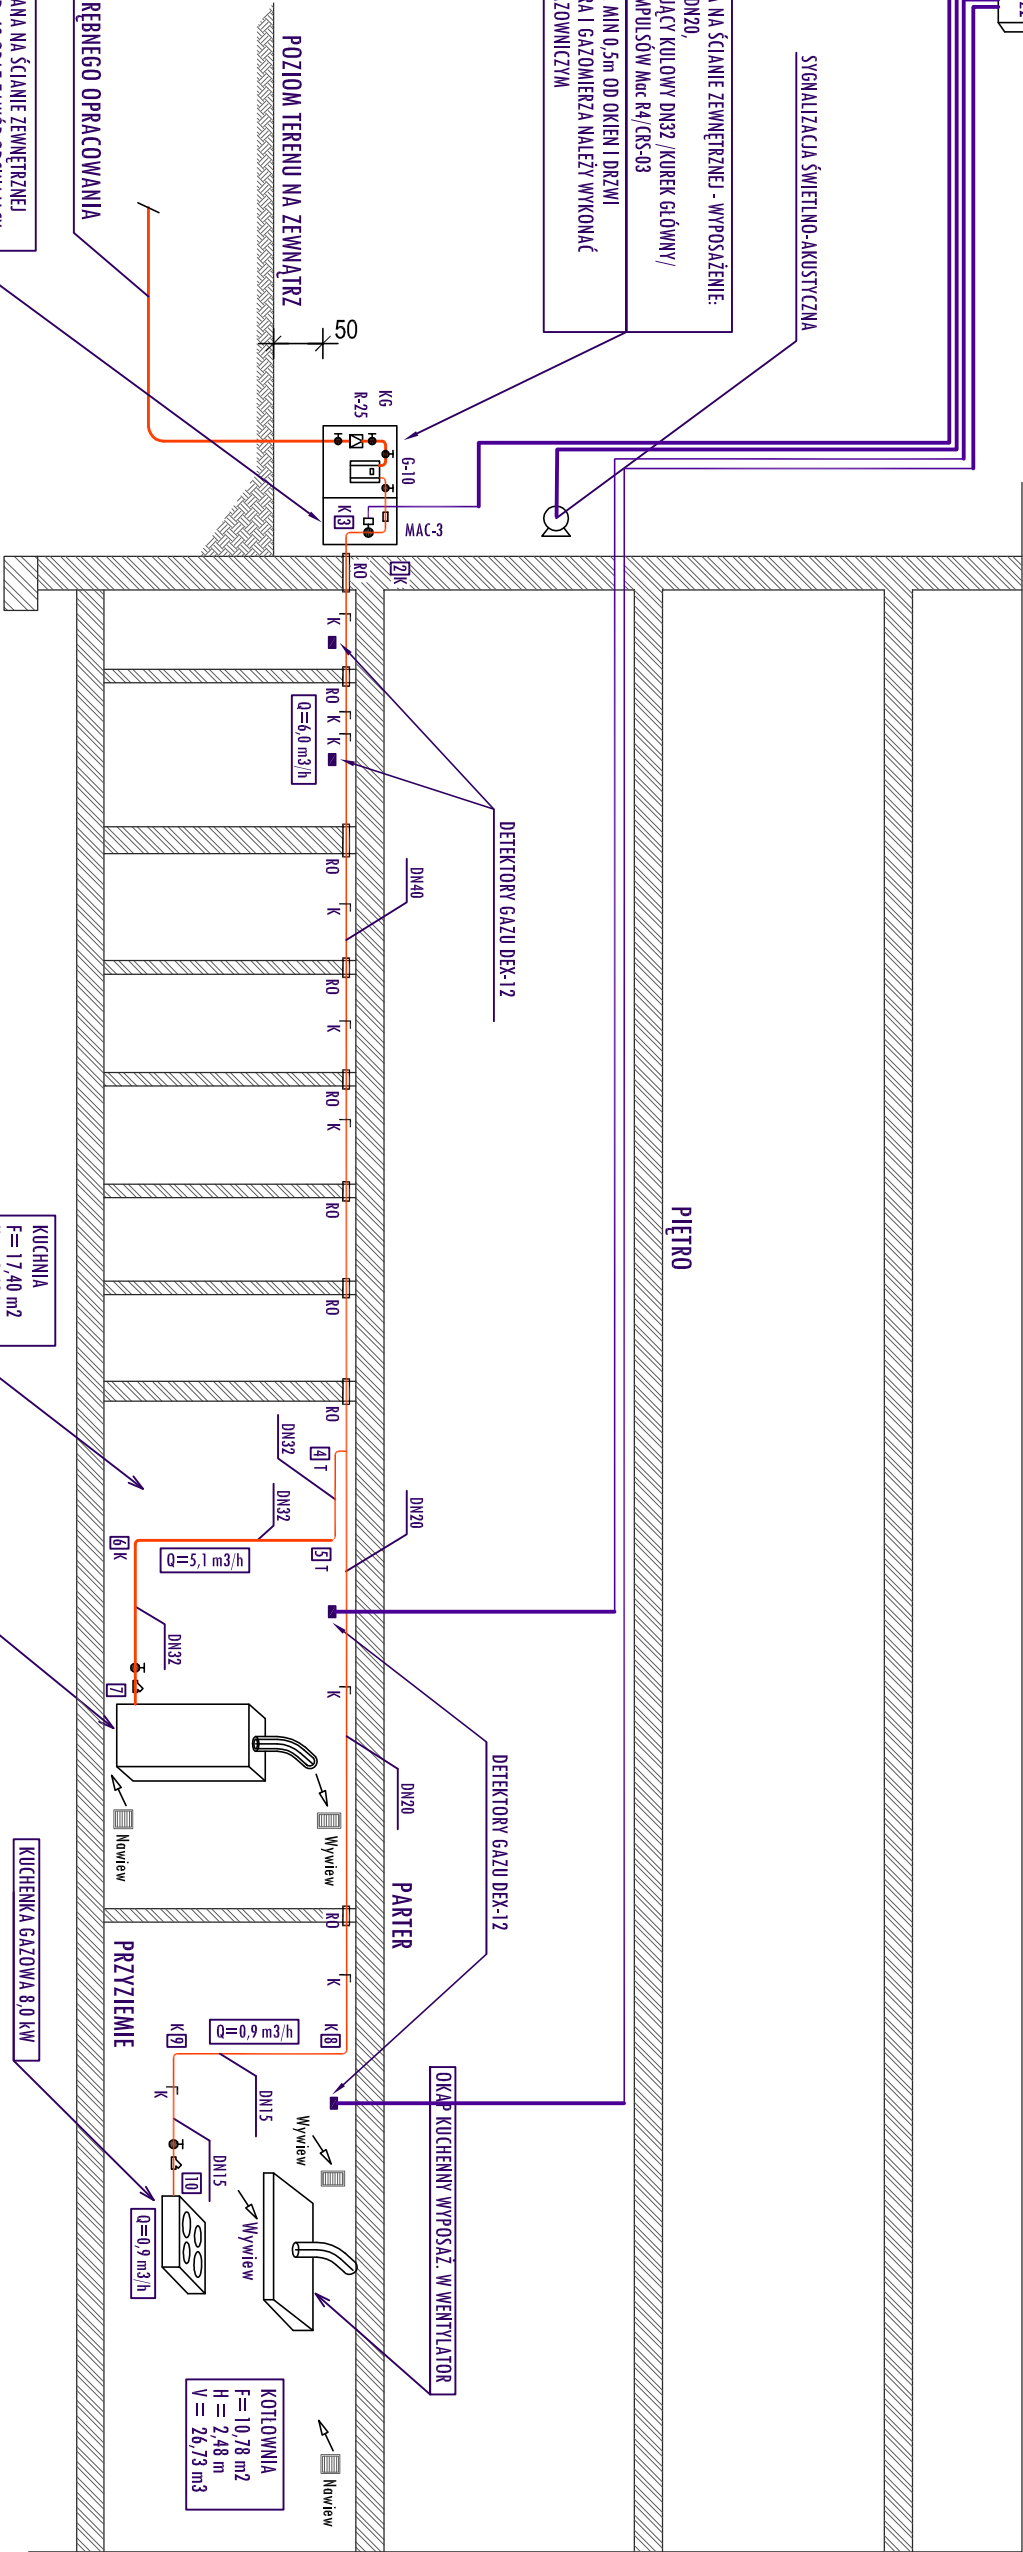 SYGNALIZACJA ŚWIETLNO-AKUSTYCZNA
A NA ŚCIANIE ZEWNĘTRZNEJ - WYPOSAŻENIE:
DN20,
JĄCY KULOWY DN32 /KUREK GŁÓWNY/
MPULSÓW Mac R4/CRS-03
MIN 0,5m OD OKIEN I DRZWI
RA I GAZOMIERZA NALEŻY WYKONAĆ
ZOWNICZYM
POZIOM TERENU NA ZEWNĄTRZ
RĘBNEGO OPRACOWANIA
ANA NA ŚCIANIE ZEWNĘTRZNEJ
50
KG
R-25
G-10
MAC-3
K 3
2 K
RO
K
RO
K
K
Q=6,0 m3/h
DETEKTORY GAZU DEX-12
RO
DN40
K
RO
K
RO
K
RO
RO
RO
PIĘTRO
KUCHNIA
F= 17,40 m2
DN32
4 T
DN32
DN20
5 T
6 K
Q=5,1 m3/h
DN32
7
K
DN20
DETEKTORY GAZU DEX-12
Nawiew
Wywiew
PARTER
RO
PRZYZIEMIE
K
KUCHENKA GAZOWA 8,0 kW
K 8
Q=0,9 m3/h
K 9
DN15
K
DN15
10
Q=0,9 m3/h
Wywiew
Wywiew
OKAP KUCHENNY WYPOSAŻ. W WENTYLATOR
KOTŁOWNIA
F= 10,78 m2
H = 2,48 m
V = 26,73 m3
Nawiew